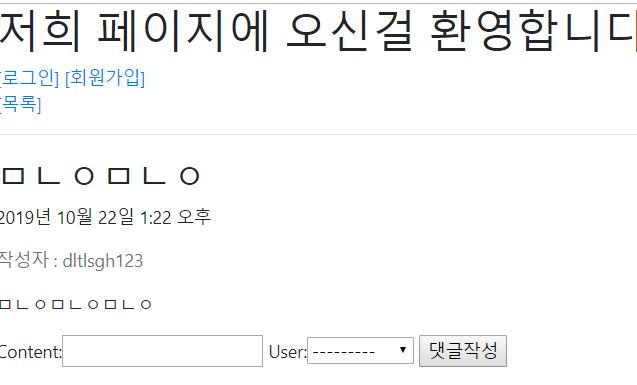 저희 페이지에 오신걸 환영합니다
[로그인] [회원가입]
[목록]
ㅁㄴㅇㅁㄴㅇ
2019년 10월 22일 1:22 오후
작성자 : dltlsgh123
ㅁㄴㅇㅁㄴㅇㅁㄴㅇ
Content: User: --------- 댓글작성